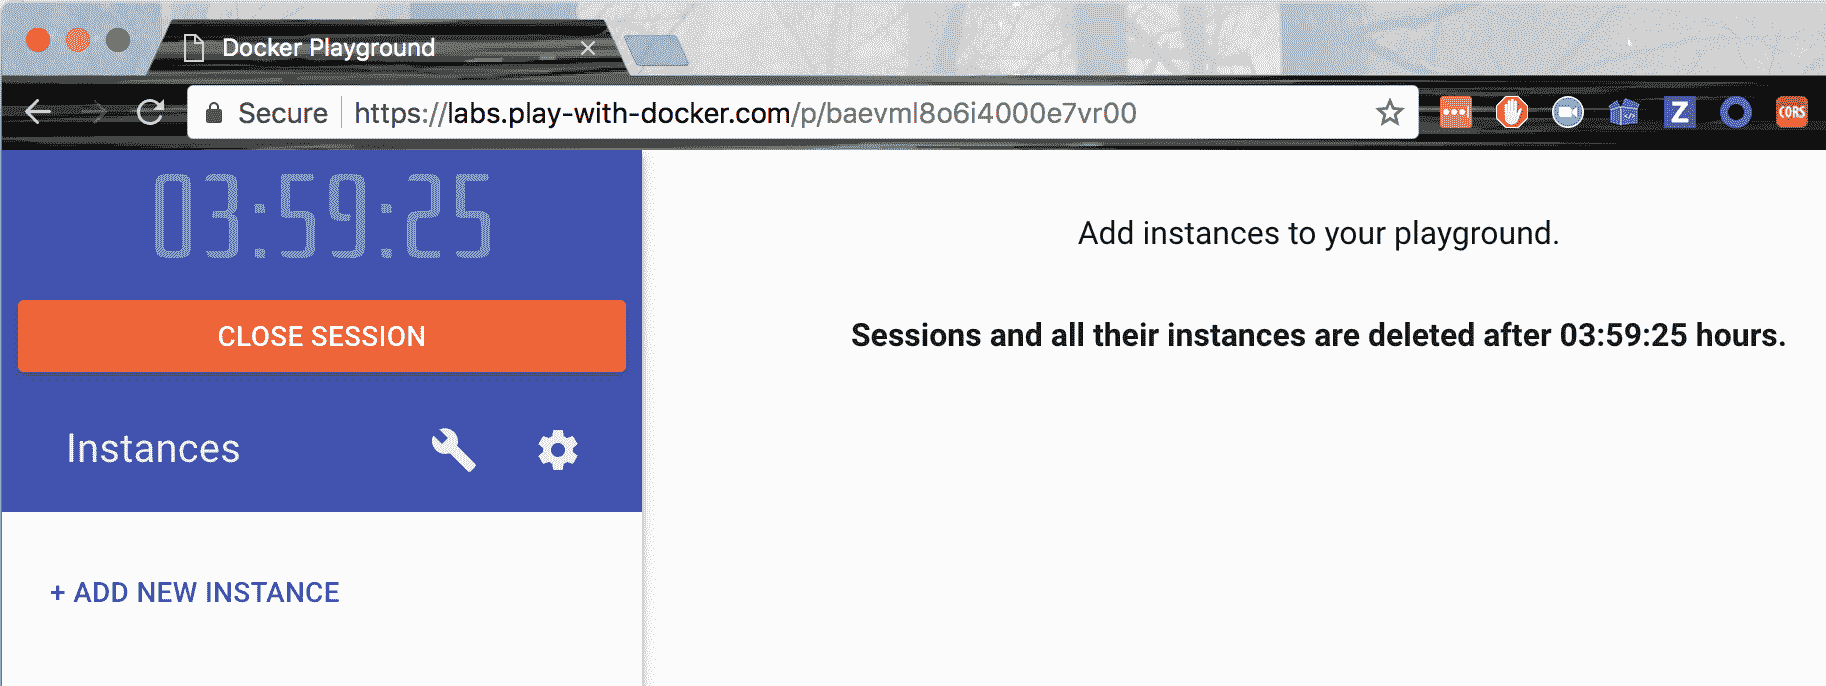 Docker Playground
Secure https://labs.play-with-docker.com/p/baevml8o6i4000e7vr00
Z
CORS
03:59:25
CLOSE SESSION
Instances
+ ADD NEW INSTANCE
Add instances to your playground.
Sessions and all their instances are deleted after 03:59:25 hours.